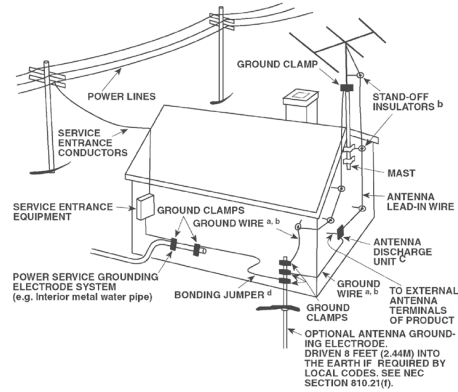 GROUND CLAMP
POWER LINES
STAND-OFF
INSULATORS b
SERVICE
ENTRANCE
CONDUCTORS
MAST
ANTENNA
LEAD-IN WIRE
SERVICE ENTRANCE
EQUIPMENT
GROUND CLAMPS
GROUND WIRE a, b
ANTENNA
DISCHARGE
UNIT C
POWER SERVICE GROUNDING
ELECTRODE SYSTEM
(e.g. Interior metal water pipe)
BONDING JUMPER d
GROUND
WIRE a, b
TO EXTERNAL
ANTENNA
TERMINALS
OF PRODUCT
GROUND
CLAMPS
OPTIONAL ANTENNA GROUND-
ING ELECTRODE.
DRIVEN 8 FEET (2.44M) INTO
THE EARTH IF REQUIRED BY
LOCAL CODES. SEE NEC
SECTION 810.21(f).